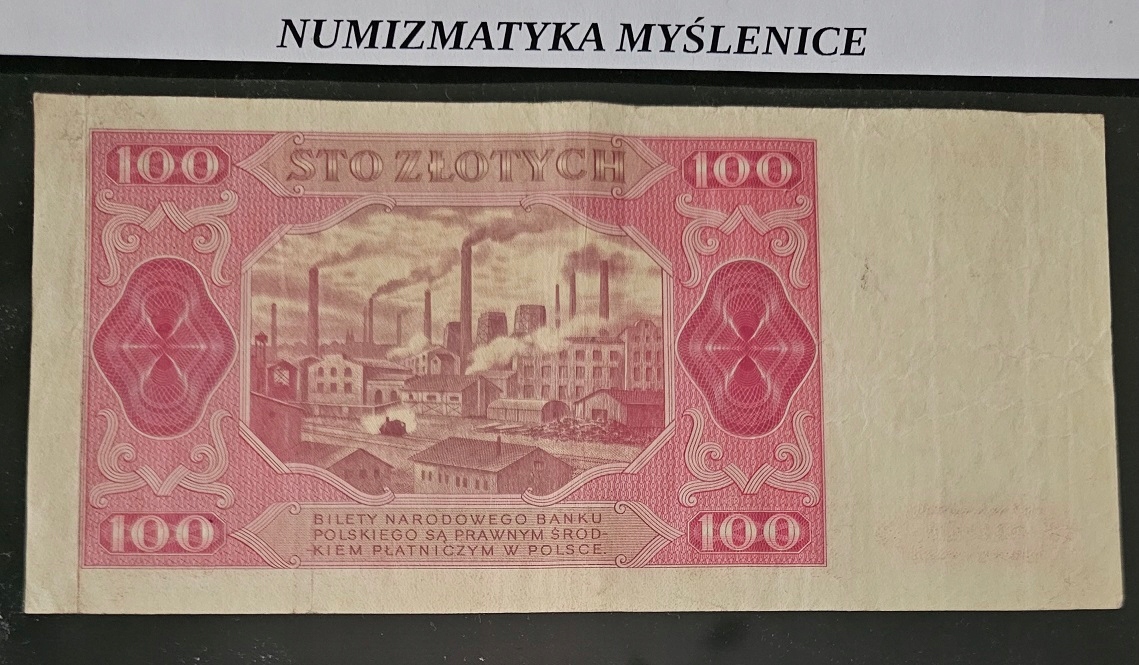 NUMIZMATYKA MYŚLENICE
100 STO ZŁOTYCH 100
100 BILETY NARODOWEGO BANKU 100
POLSKIEGO SĄ PRAWNYM ŚROD-
-KIEM PŁATNICZYM W POLSCE.